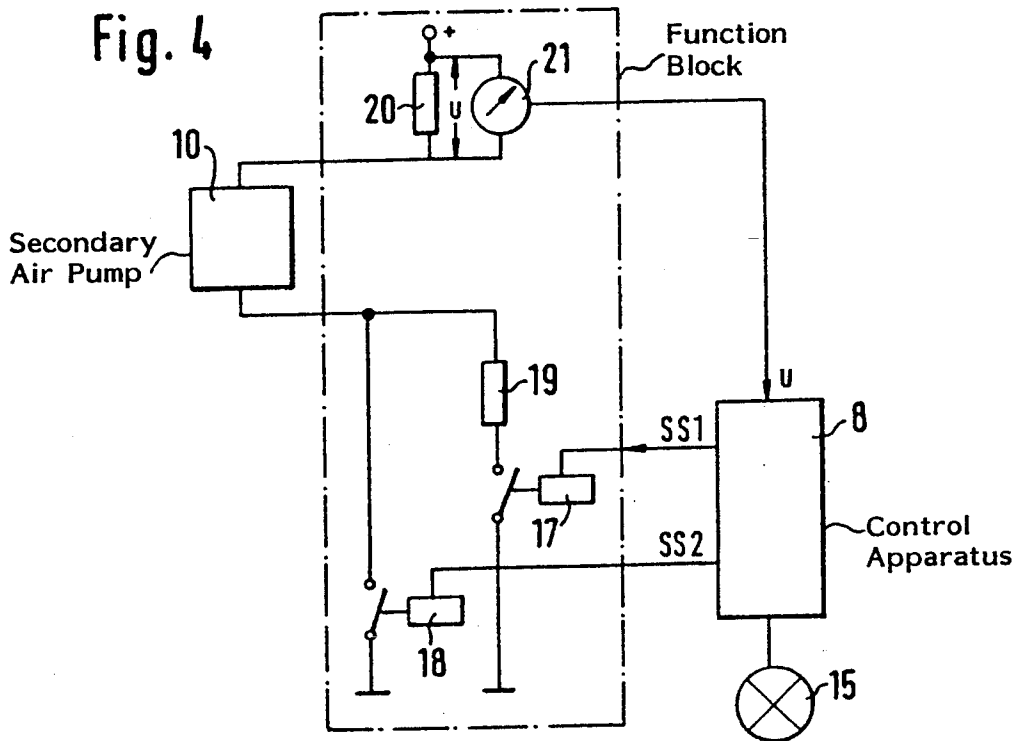 Fig. 4
+
Function
Block
21
20
U
10
Secondary
Air Pump
19
U
8
SS1
17
Control
Apparatus
SS2
18
15